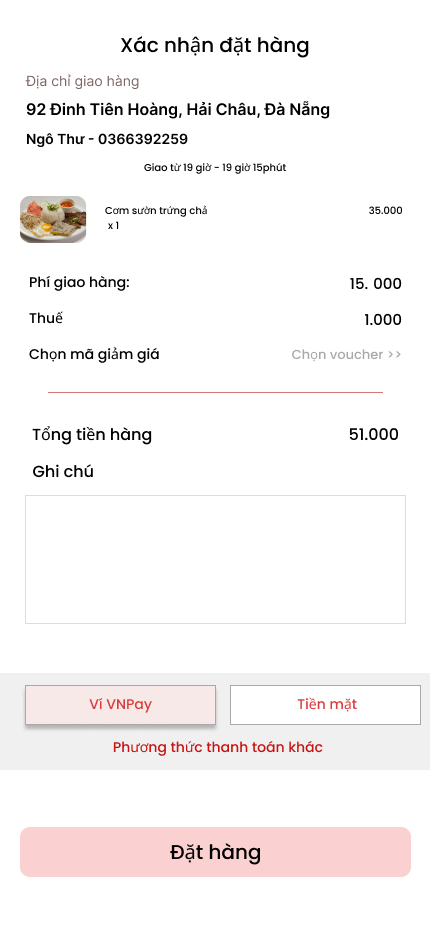 Xác nhận đặt hàng
Địa chỉ giao hàng
92 Đinh Tiên Hoàng, Hải Châu, Đà Nẵng
Ngô Thư - 0366392259
Giao từ 19 giờ - 19 giờ 15phút
Cơm sườn trứng chả 35.000
x 1
Phí giao hàng: 15. 000
Thuế 1.000
Chọn mã giảm giá Chọn voucher >>
Tổng tiền hàng 51.000
Ghi chú
Ví VNPay Tiền mặt
Phương thức thanh toán khác
Đặt hàng